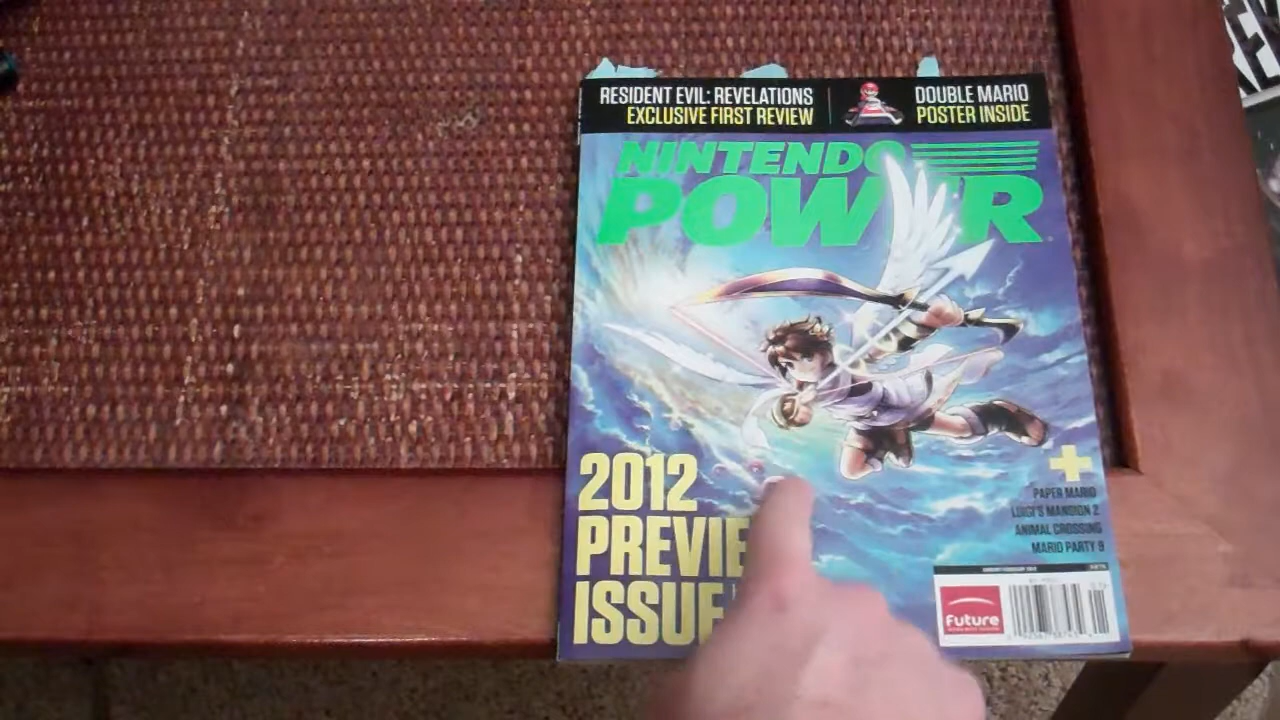 RESIDENT EVIL: REVELATIONS
EXCLUSIVE FIRST REVIEW
DOUBLE MARIO
POSTER INSIDE
NINTENDO
POWER
2012
PREVIE
ISSUE
+
PAPER MARIO
LUIGI'S MANSION 2
ANIMAL CROSSING
MARIO PARTY 9
Future